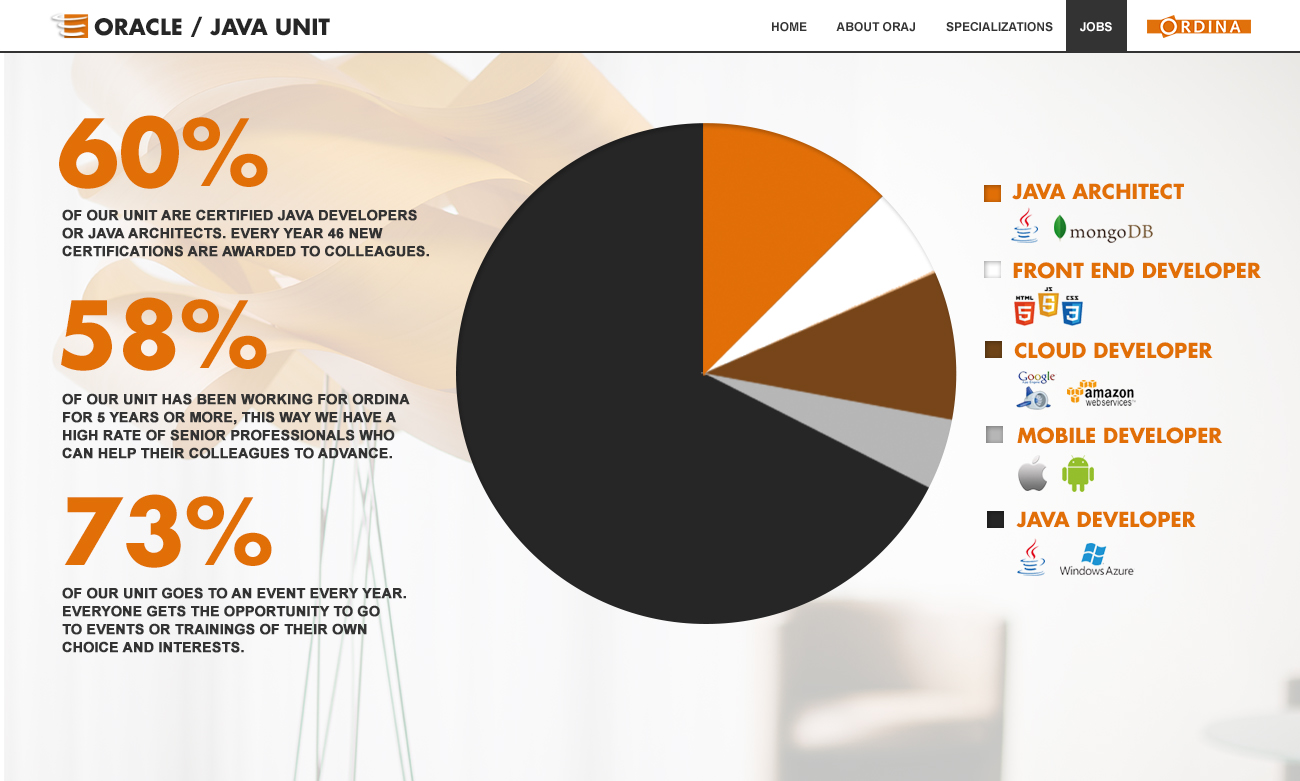 ORACLE / JAVA UNIT
HOME
ABOUT ORAJ
SPECIALIZATIONS
JOBS
ORDINA
60%
OF OUR UNIT ARE CERTIFIED JAVA DEVELOPERS
OR JAVA ARCHITECTS. EVERY YEAR 46 NEW
CERTIFICATIONS ARE AWARDED TO COLLEAGUES.
58%
OF OUR UNIT HAS BEEN WORKING FOR ORDINA
FOR 5 YEARS OR MORE, THIS WAY WE HAVE A
HIGH RATE OF SENIOR PROFESSIONALS WHO
CAN HELP THEIR COLLEAGUES TO ADVANCE.
73%
OF OUR UNIT GOES TO AN EVENT EVERY YEAR.
EVERYONE GETS THE OPPORTUNITY TO GO
TO EVENTS OR TRAININGS OF THEIR OWN
CHOICE AND INTERESTS.
JAVA ARCHITECT
mongoDB
FRONT END DEVELOPER
HTML 5
JS 5
CSS 3
CLOUD DEVELOPER
Google
amazon
webservices™
MOBILE DEVELOPER
JAVA DEVELOPER
Windows Azure